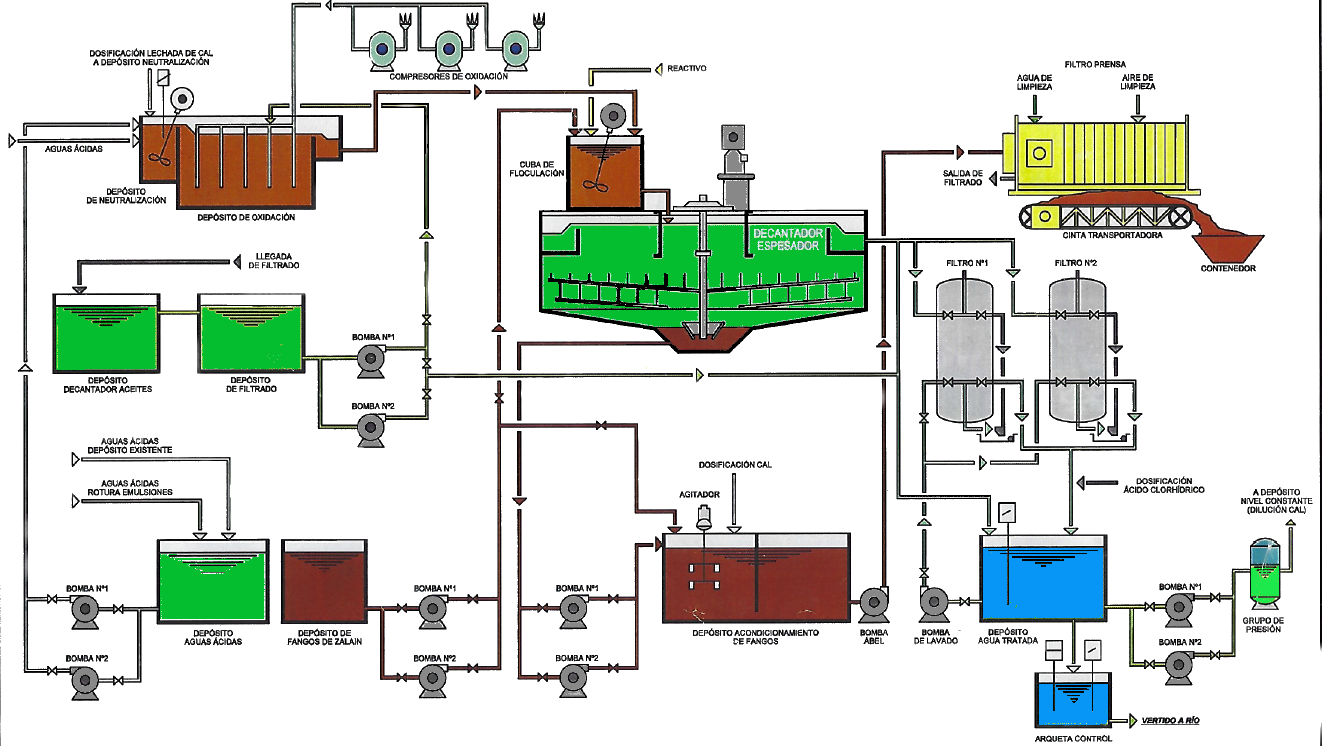 DOSIFICACIÓN LECHADA DE CAL
A DEPÓSITO NEUTRALIZACIÓN
COMPRESORES DE OXIDACIÓN
REACTIVO
FILTRO PRENSA
AGUA DE
LIMPIEZA
AIRE DE
LIMPIEZA
AGUAS ÁCIDAS
CUBA DE
FLOCULACIÓN
SALIDA DE
FILTRADO
DEPÓSITO
DE NEUTRALIZACIÓN
DEPÓSITO DE OXIDACIÓN
DECANTADOR
ESPESADOR
CINTA TRANSPORTADORA
CONTENEDOR
LLEGADA
DE FILTRADO
FILTRO Nº1
FILTRO Nº2
BOMBA Nº1
DEPÓSITO
DECANTADOR ACEITES
DEPÓSITO
DE FILTRADO
BOMBA Nº2
AGUAS ÁCIDAS
DEPÓSITO EXISTENTE
AGUAS ÁCIDAS
ROTURA EMULSIONES
DOSIFICACIÓN CAL
AGITADOR
DOSIFICACIÓN
ÁCIDO CLORHÍDRICO
A DEPÓSITO
NIVEL CONSTANTE
(DILUCIÓN CAL)
BOMBA Nº1
BOMBA Nº1
BOMBA Nº1
BOMBA Nº1
DEPÓSITO
AGUAS ÁCIDAS
DEPÓSITO DE
FANGOS DE ZALAIN
DEPÓSITO ACONDICIONAMIENTO
DE FANGOS
BOMBA
ABEL
BOMBA
DE LAVADO
DEPÓSITO
AGUA TRATADA
GRUPO DE
PRESIÓN
BOMBA Nº2
BOMBA Nº2
BOMBA Nº2
BOMBA Nº2
VERTIDO A RÍO
ARQUETA CONTROL